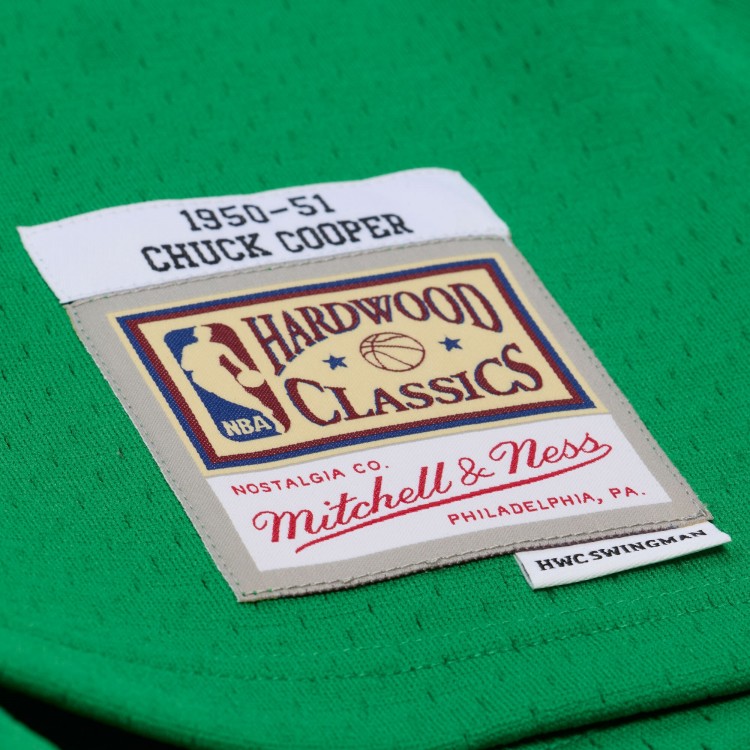 1950-51
CHUCK COOPER
HARDWOOD
CLASSICS
NBA
NOSTALGIA CO.
Mitchell & Ness
PHILADELPHIA, PA.
HWC SWINGMAN